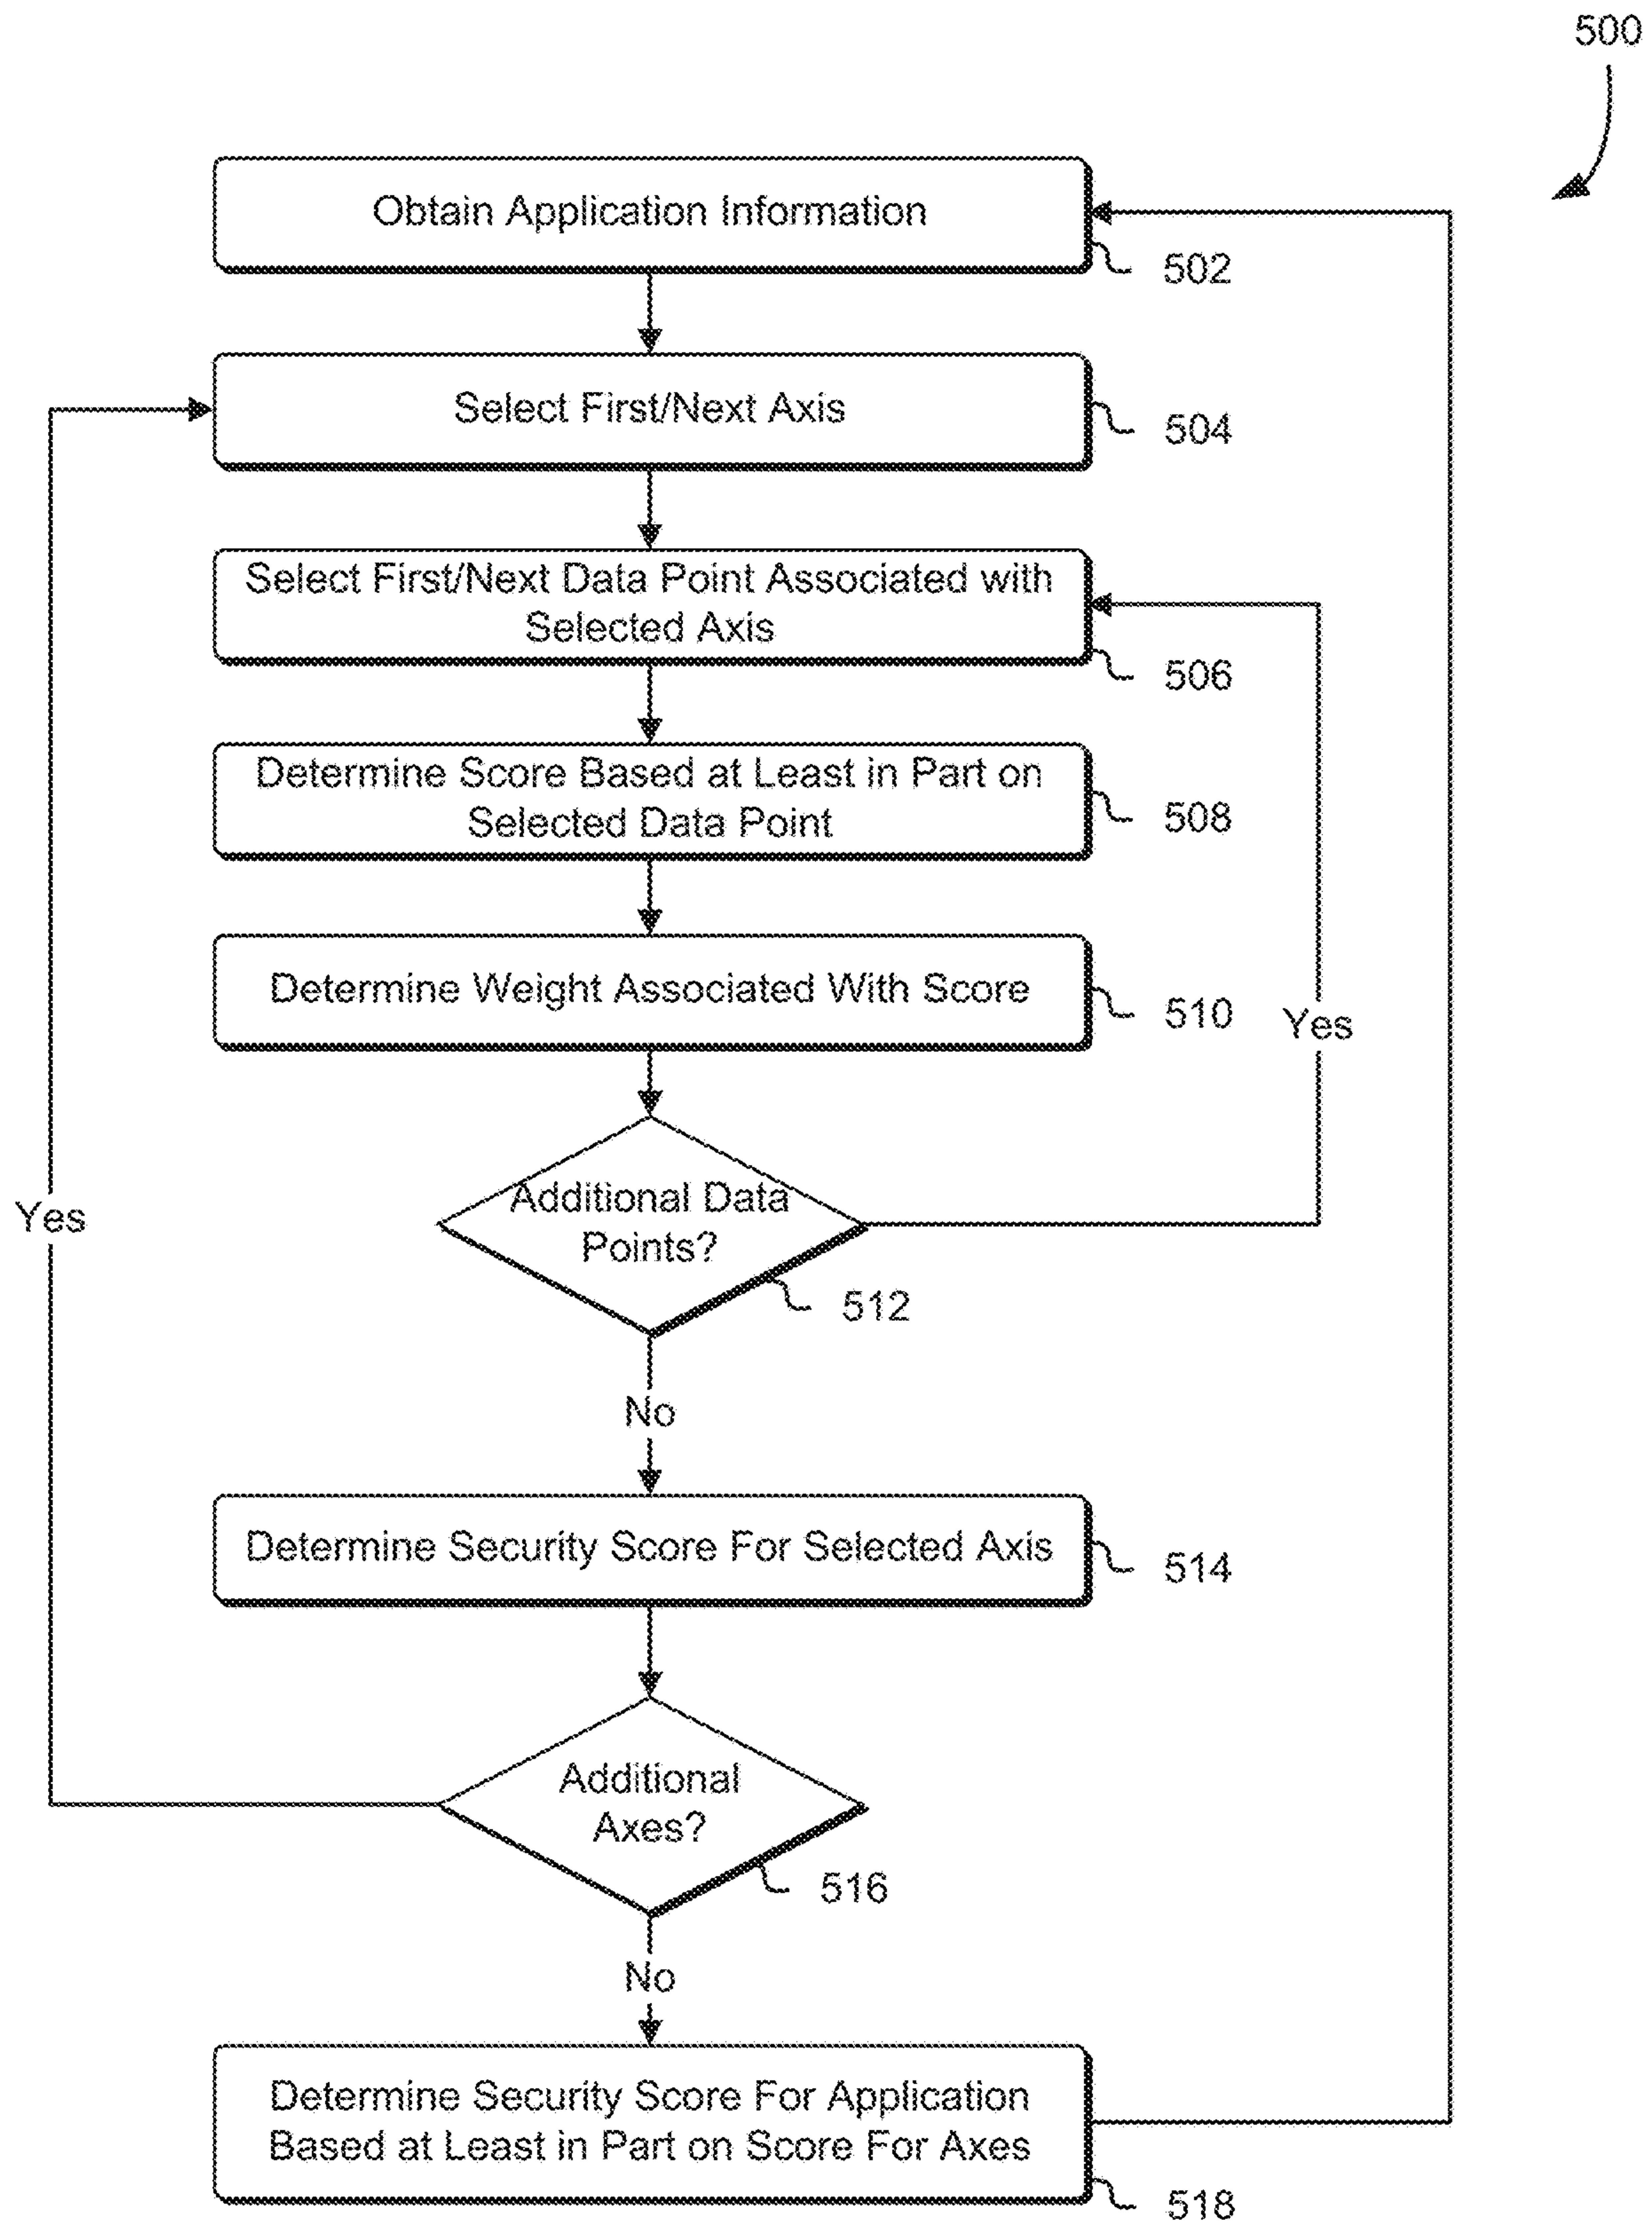 500
Obtain Application Information
502
Select First/Next Axis
504
Select First/Next Data Point Associated with
Selected Axis
506
Determine Score Based at Least in Part on
Selected Data Point
508
Determine Weight Associated With Score
510
Yes
Additional Data
Points?
512
Yes
No
Determine Security Score For Selected Axis
514
Additional
Axes?
516
No
Determine Security Score For Application
Based at Least in Part on Score For Axes
518